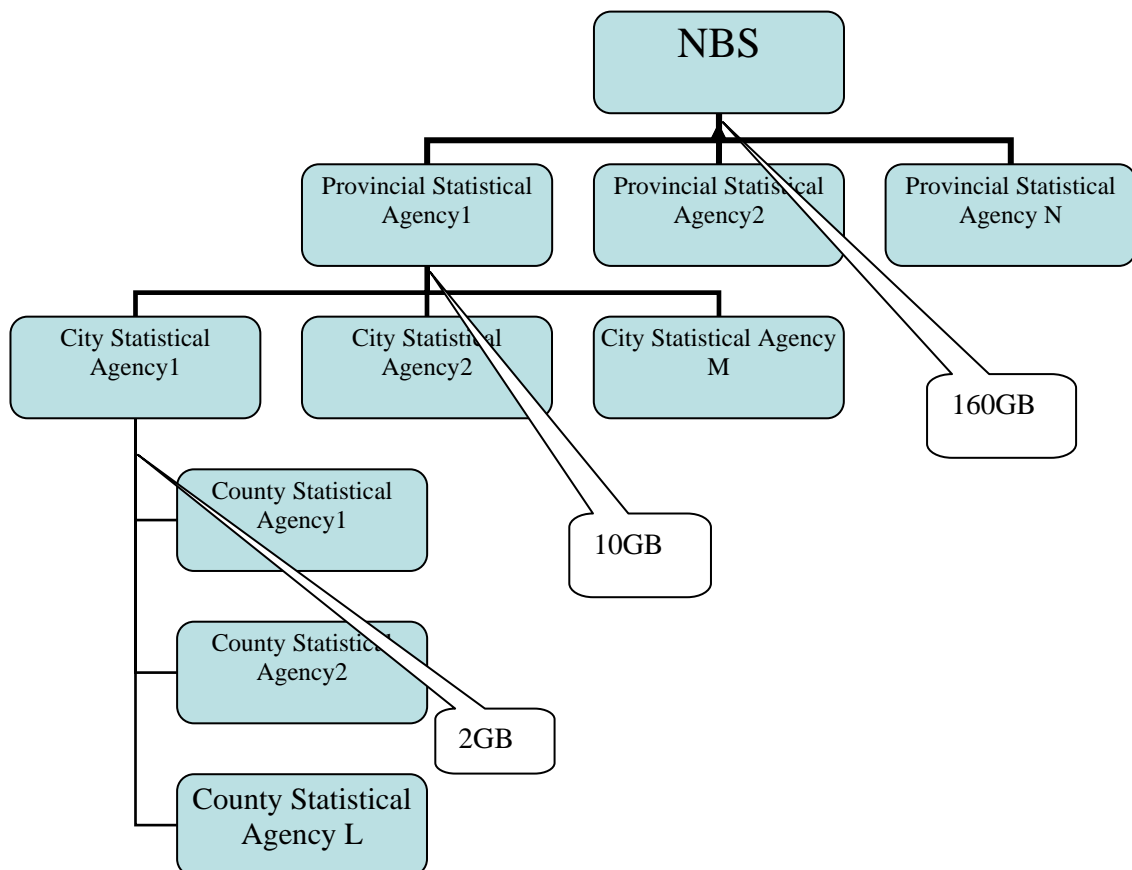 NBS
Provincial Statistical
Agency1
Provincial Statistical
Agency2
Provincial Statistical
Agency N
City Statistical
Agency1
City Statistical
Agency2
City Statistical Agency
M
160GB
County Statistical
Agency1
10GB
County Statistical
Agency2
2GB
County Statistical
Agency L